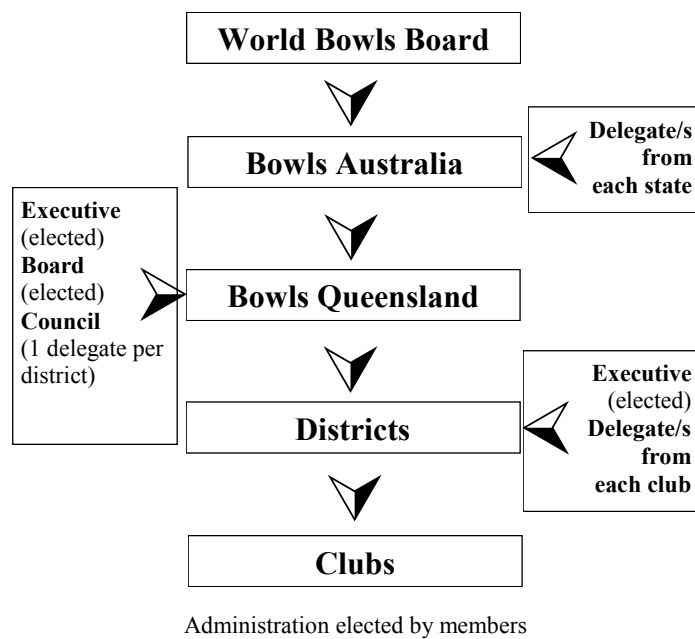 World Bowls Board
Bowls Australia
Delegate/s
from
each state
Executive
(elected)
Board
(elected)
Council
(1 delegate per
district)
Bowls Queensland
Districts
Executive
(elected)
Delegate/s
from
each club
Clubs
Administration elected by members